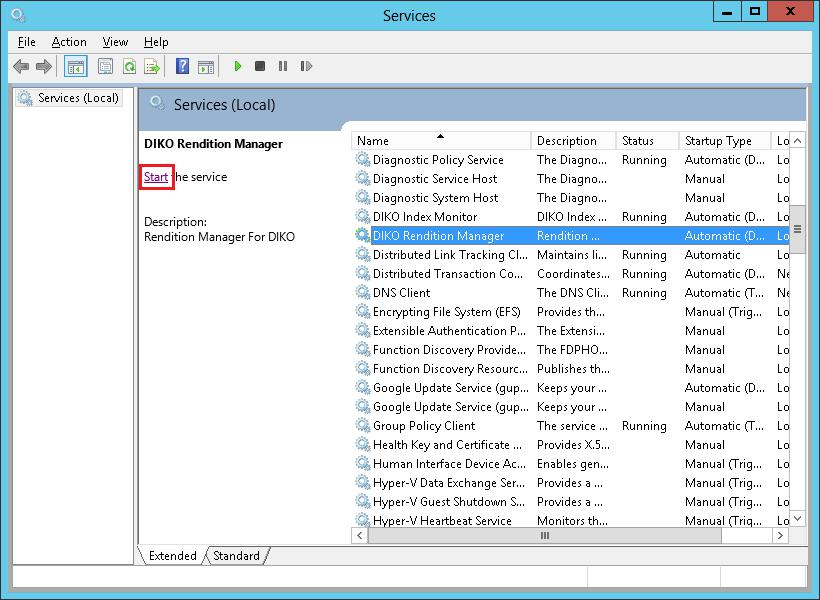 Services
File Action View Help
Services (Local)
Services (Local)
DIKO Rendition Manager
Start the service
Description:
Rendition Manager For DIKO
Name Description Status Startup Type Lo
Diagnostic Policy Service The Diagno... Running Automatic (D... Lo
Diagnostic Service Host The Diagno... Manual Lo
Diagnostic System Host The Diagno... Manual Lo
DIKO Index Monitor DIKO Index ... Running Automatic (D... Lo
DIKO Rendition Manager Rendition ... Automatic (D... Lo
Distributed Link Tracking Cl... Maintains li... Running Automatic Lo
Distributed Transaction Co... Coordinates... Running Automatic (D... Ne
DNS Client The DNS Cli... Running Automatic (T... Ne
Encrypting File System (EFS) Provides th... Manual (Trig... Lo
Extensible Authentication P... The Extensi... Manual Lo
Function Discovery Provide... The FDPHO... Manual Lo
Function Discovery Resourc... Publishes th... Manual Lo
Google Update Service (gup... Keeps your ... Automatic (D... Lo
Google Update Service (gup... Keeps your ... Manual Lo
Group Policy Client The service ... Running Automatic (T... Lo
Health Key and Certificate ... Provides X.5... Manual Lo
Human Interface Device Ac... Enables gen... Manual (Trig... Lo
Hyper-V Data Exchange Ser... Provides a ... Manual (Trig... Lo
Hyper-V Guest Shutdown S... Provides a ... Manual (Trig... Lo
Hyper-V Heartbeat Service Monitors th... Manual (Trig... Lo
Extended Standard